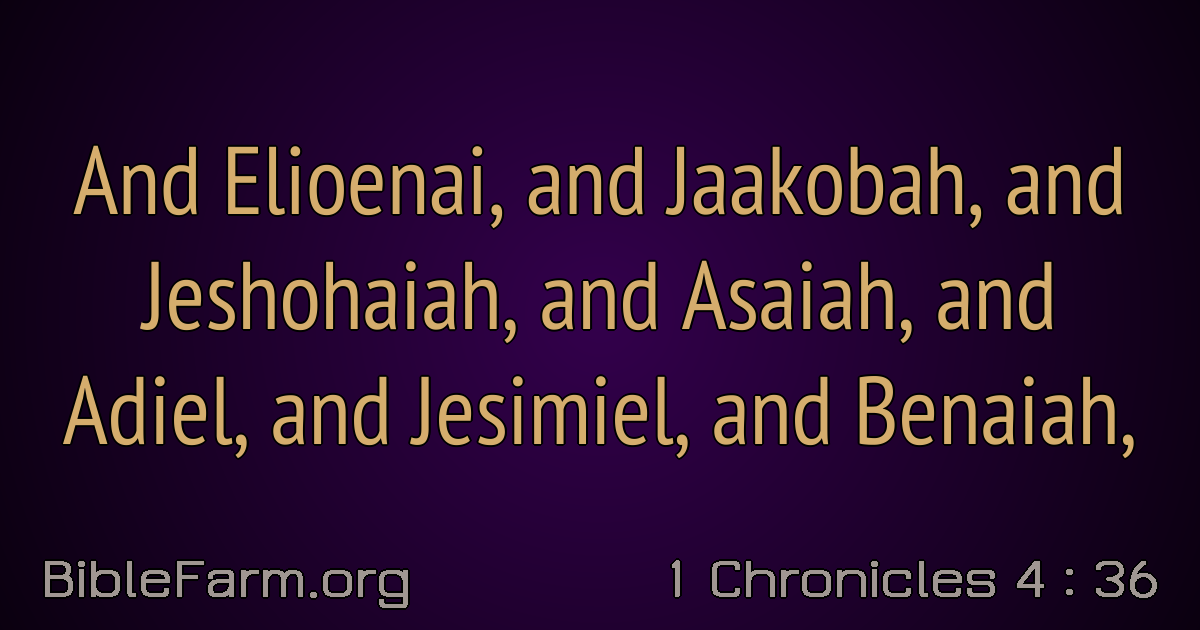 And Elioenai, and Jaakobah, and
Jeshohaiah, and Asaiah, and
Adiel, and Jesimiel, and Benaiah,
BibleFarm.org
1 Chronicles 4 : 36